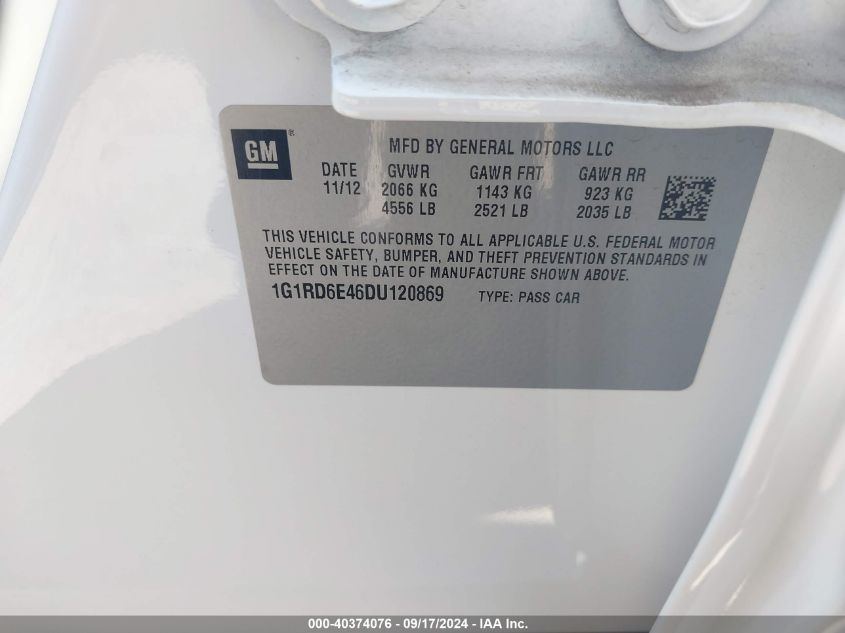 GM ®
MFD BY GENERAL MOTORS LLC
DATE GVWR GAWR FRT GAWR RR
11/12 2066 KG 1143 KG 923 KG
4556 LB 2521 LB 2035 LB
THIS VEHICLE CONFORMS TO ALL APPLICABLE U.S. FEDERAL MOTOR
VEHICLE SAFETY, BUMPER, AND THEFT PREVENTION STANDARDS IN
EFFECT ON THE DATE OF MANUFACTURE SHOWN ABOVE.
1G1RD6E46DU120869 TYPE: PASS CAR
000-40374076 - 09/17/2024 - IAA Inc.